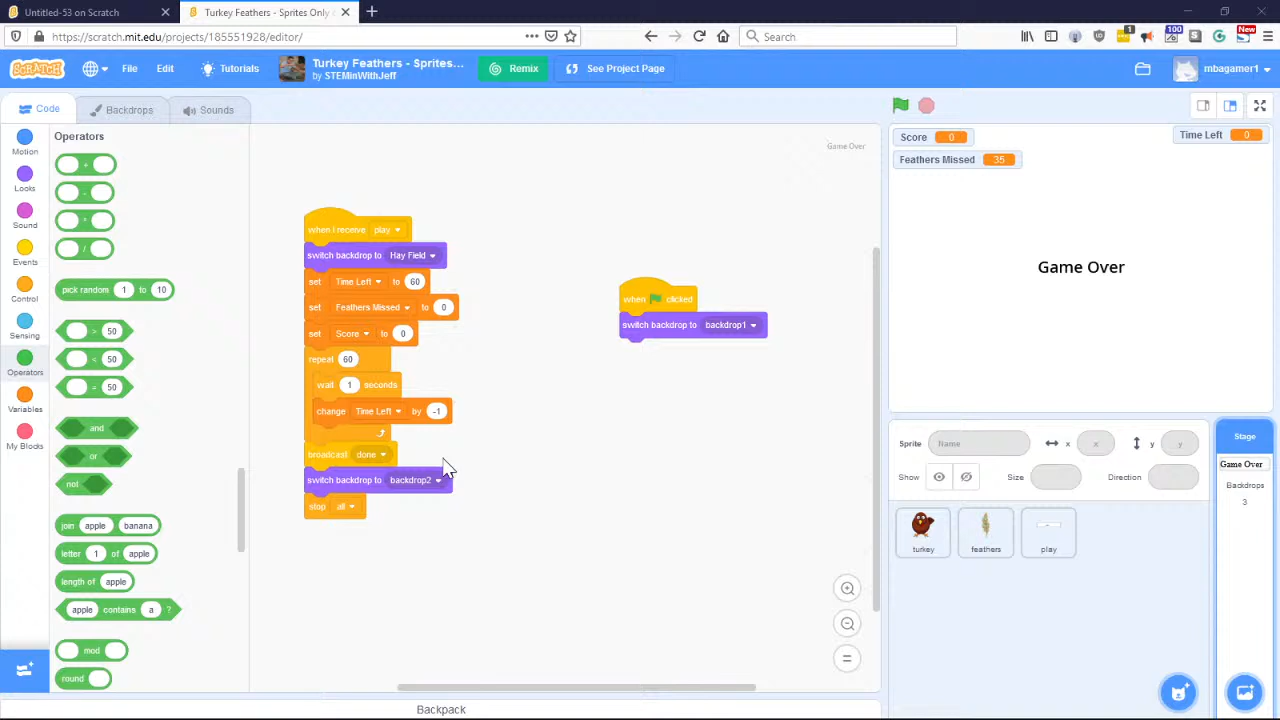 Untitled-53 on Scratch
Turkey Feathers - Sprites Only o
https://scratch.mit.edu/projects/185551928/editor/
Search
1
100
New
SCRATCH
File
Edit
Tutorials
Turkey Feathers - Sprites...
by STEMinWithJeff
Remix
See Project Page
mbagamer1
Code
Backdrops
Sounds
Motion
Looks
Sound
Events
Control
Sensing
Operators
Variables
My Blocks
Operators
+
-
*
/
pick random 1 to 10
> 50
< 50
= 50
and
or
not
join apple banana
letter 1 of apple
length of apple
apple contains a ?
mod
round
Game Over
when I receive play
switch backdrop to Hay Field
set Time Left to 60
set Feathers Missed to 0
set Score to 0
repeat 60
wait 1 seconds
change Time Left by -1
broadcast done
switch backdrop to backdrop2
stop all
when clicked
switch backdrop to backdrop1
Backpack
Score 0
Time Left 0
Feathers Missed 35
Game Over
Sprite Name x x y y
Show Size Direction
turkey
feathers
play
Stage
Game Over
Backdrops
3